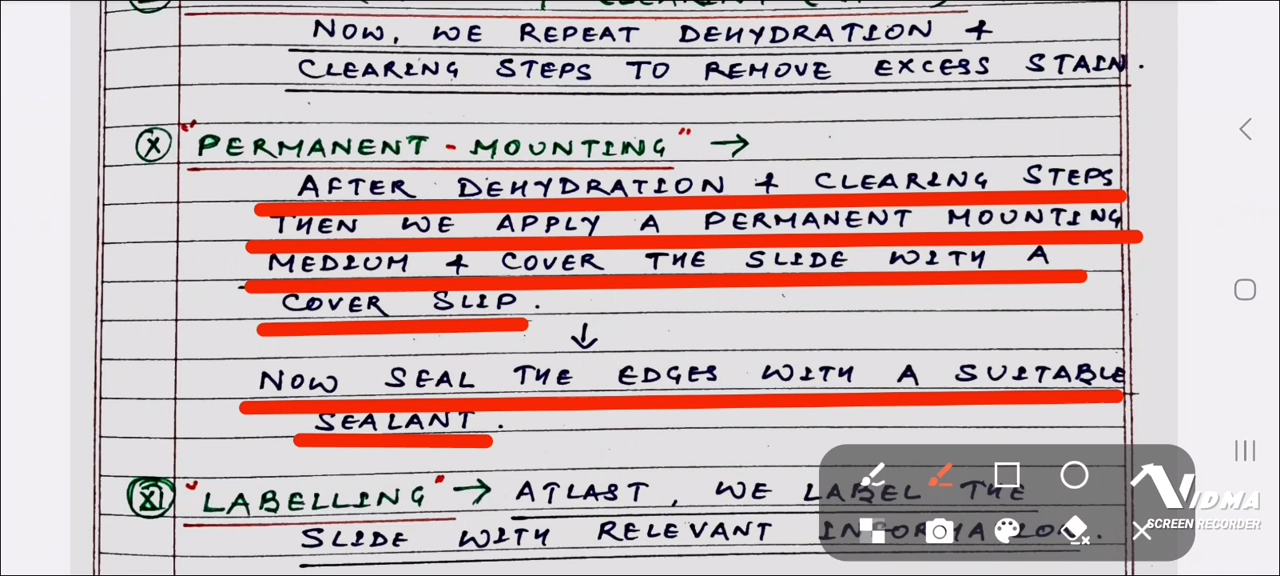 NOW, WE REPEAT DEHYDRATION +
CLEARING STEPS TO REMOVE EXCESS STAIN.
(X) "PERMANENT - MOUNTING" →
AFTER DEHYDRATION + CLEARING STEPS
THEN WE APPLY A PERMANENT MOUNTING
MEDIUM + COVER THE SLIDE WITH A
COVER SLIP.
↓
NOW SEAL THE EDGES WITH A SUITABLE
SEALANT.
(XI) "LABELLING" → ATLAST, WE LABEL THE
SLIDE WITH RELEVANT INFORMATION.
VIDMA
SCREEN RECORDER